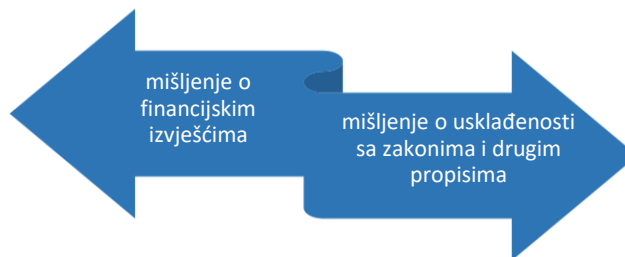 mišljenje o
financijskim
izvješćima
mišljenje o usklađenosti
sa zakonima i drugim
propisima